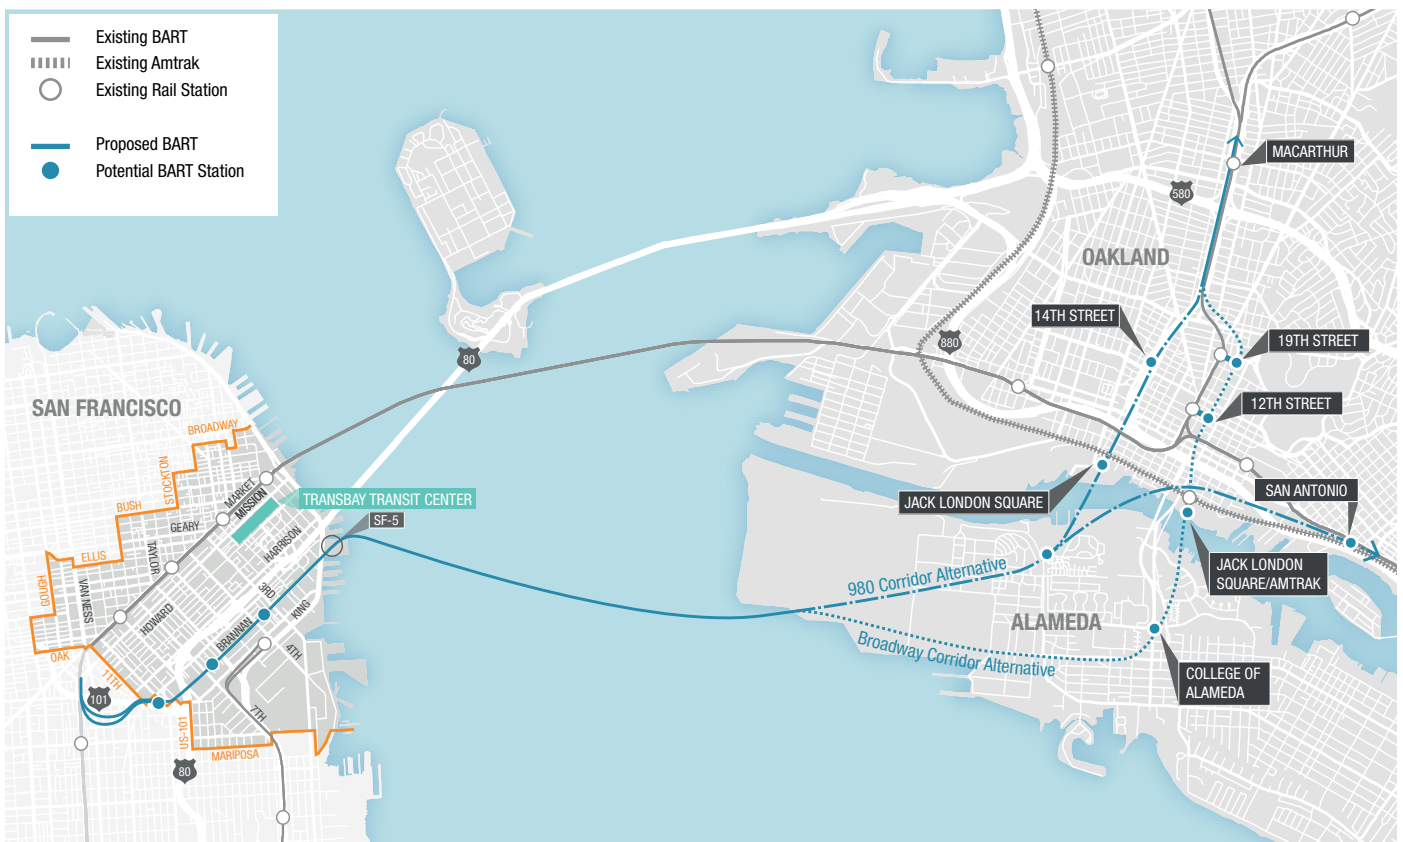 Existing BART
Existing Amtrak
Existing Rail Station
Proposed BART
Potential BART Station
MACARTHUR
580
OAKLAND
14TH STREET
880
19TH STREET
80
12TH STREET
SAN FRANCISCO
BROADWAY
STOCKTON
MARKET
MISSION
TRANSBAY TRANSIT CENTER
SAN ANTONIO
JACK LONDON SQUARE
BUSH
GEARY
SF-5
HARRISON
ELLIS
TAYLOR
GOUGH
VAN NESS
HOWARD
3RD
KING
BRANNAN
4TH
980 Corridor Alternative
JACK LONDON
SQUARE/AMTRAK
ALAMEDA
Broadway Corridor Alternative
COLLEGE OF
ALAMEDA
OAK
11TH
101
7TH
US-101
MARIPOSA
80